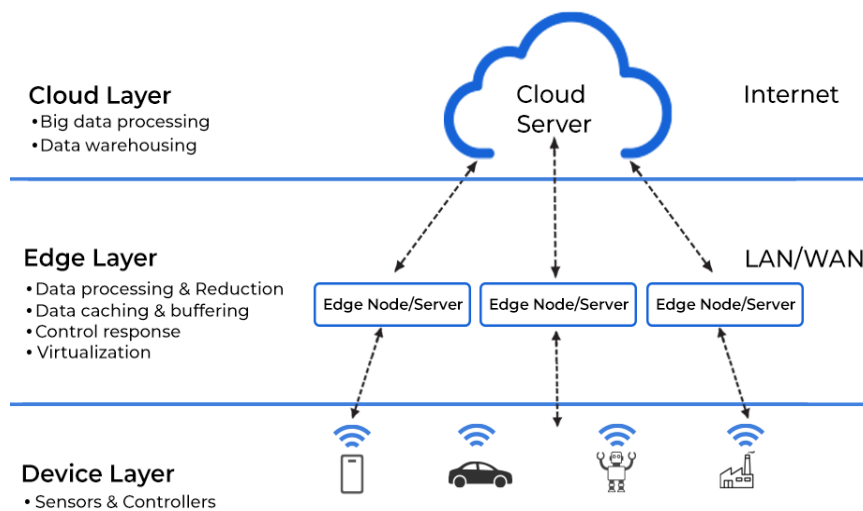 Cloud Layer
•Big data processing
•Data warehousing
Cloud
Server
Internet
Edge Layer
•Data processing & Reduction
•Data caching & buffering
•Control response
•Virtualization
LAN/WAN
Edge Node/Server
Edge Node/Server
Edge Node/Server
Device Layer
• Sensors & Controllers